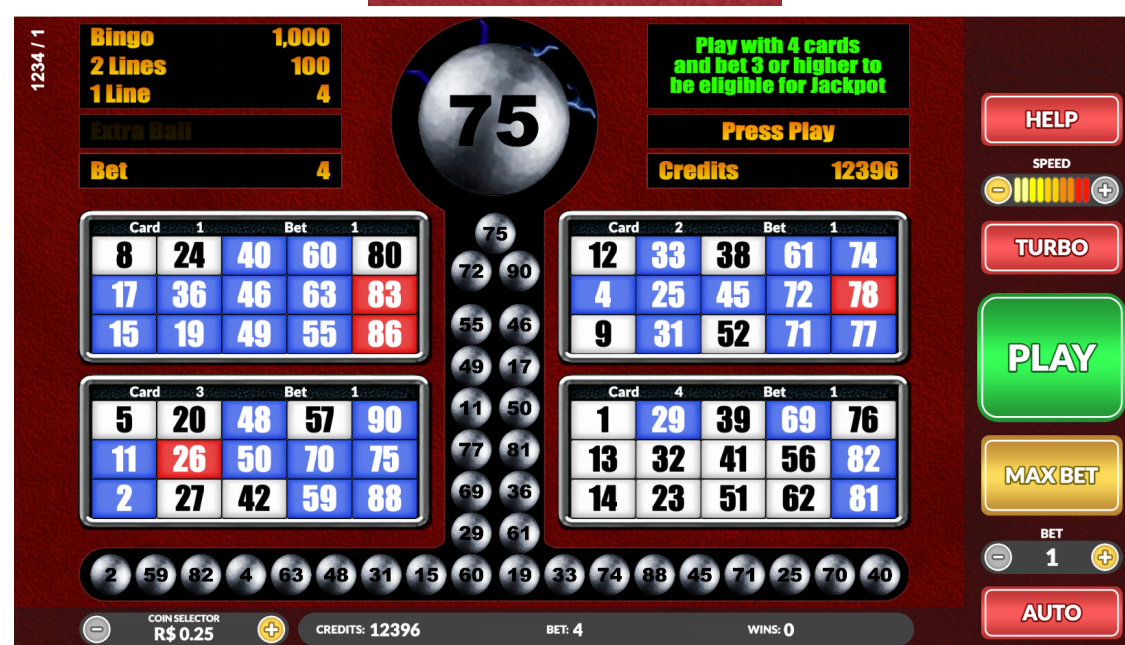 1234 / 1
Bingo 1,000
2 Lines 100
1 Line 4
Extra Ball
Bet 4
75
Play with 4 cards
and bet 3 or higher to
be eligible for Jackpot
Press Play
Credits 12396
Card 1 Bet 1
8 24 40 60 80
17 36 46 63 83
15 19 49 55 86
Card 2 Bet 1
12 33 38 61 74
4 25 45 72 78
9 31 52 71 77
Card 3 Bet 1
5 20 48 57 90
11 26 50 70 75
2 27 42 59 88
Card 4 Bet 1
1 29 39 69 76
13 32 41 56 82
14 23 51 62 81
75
72 90
55 46
49 17
11 50
77 81
69 36
29 61
2 59 82 4 63 48 31 15 60 19 33 74 88 45 71 25 70 40
HELP
SPEED
TURBO
PLAY
MAX BET
BET
1
AUTO
COIN SELECTOR
R$ 0.25
CREDITS: 12396 BET: 4 WINS: 0